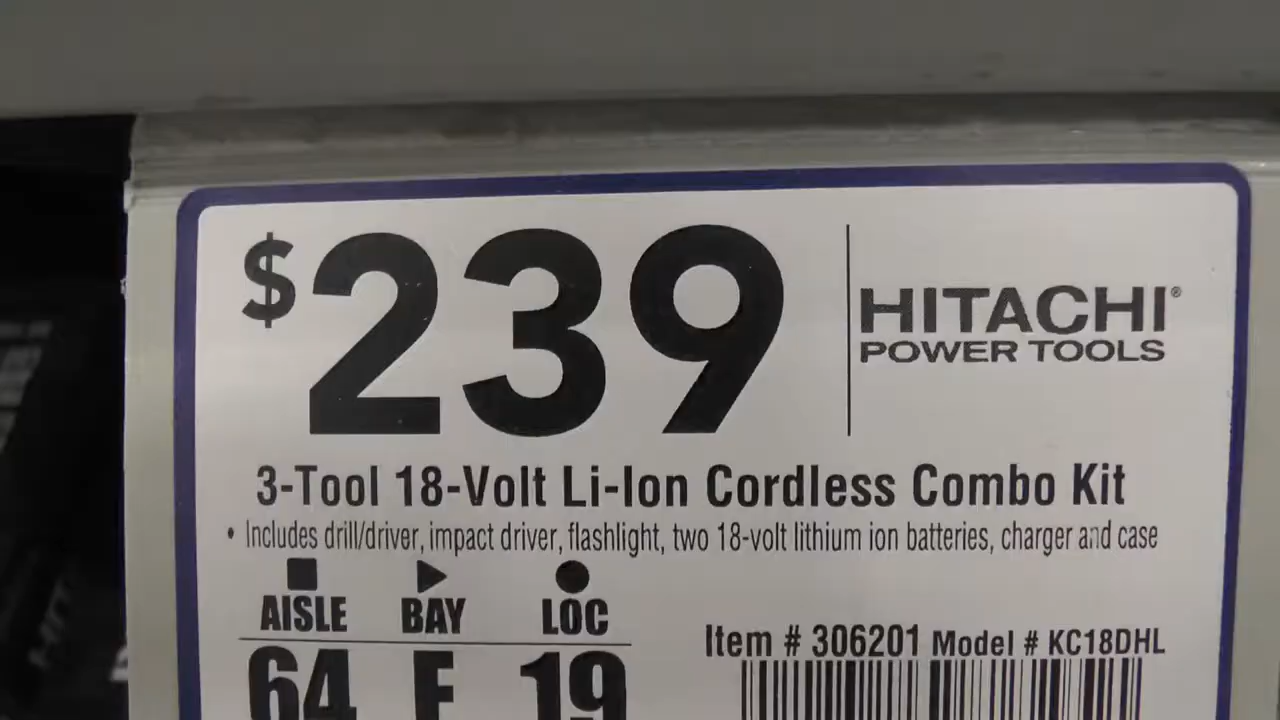 $239
HITACHI®
POWER TOOLS
3-Tool 18-Volt Li-Ion Cordless Combo Kit
• Includes drill/driver, impact driver, flashlight, two 18-volt lithium ion batteries, charger and case
AISLE BAY LOC
64 F 19
Item # 306201 Model # KC18DHL